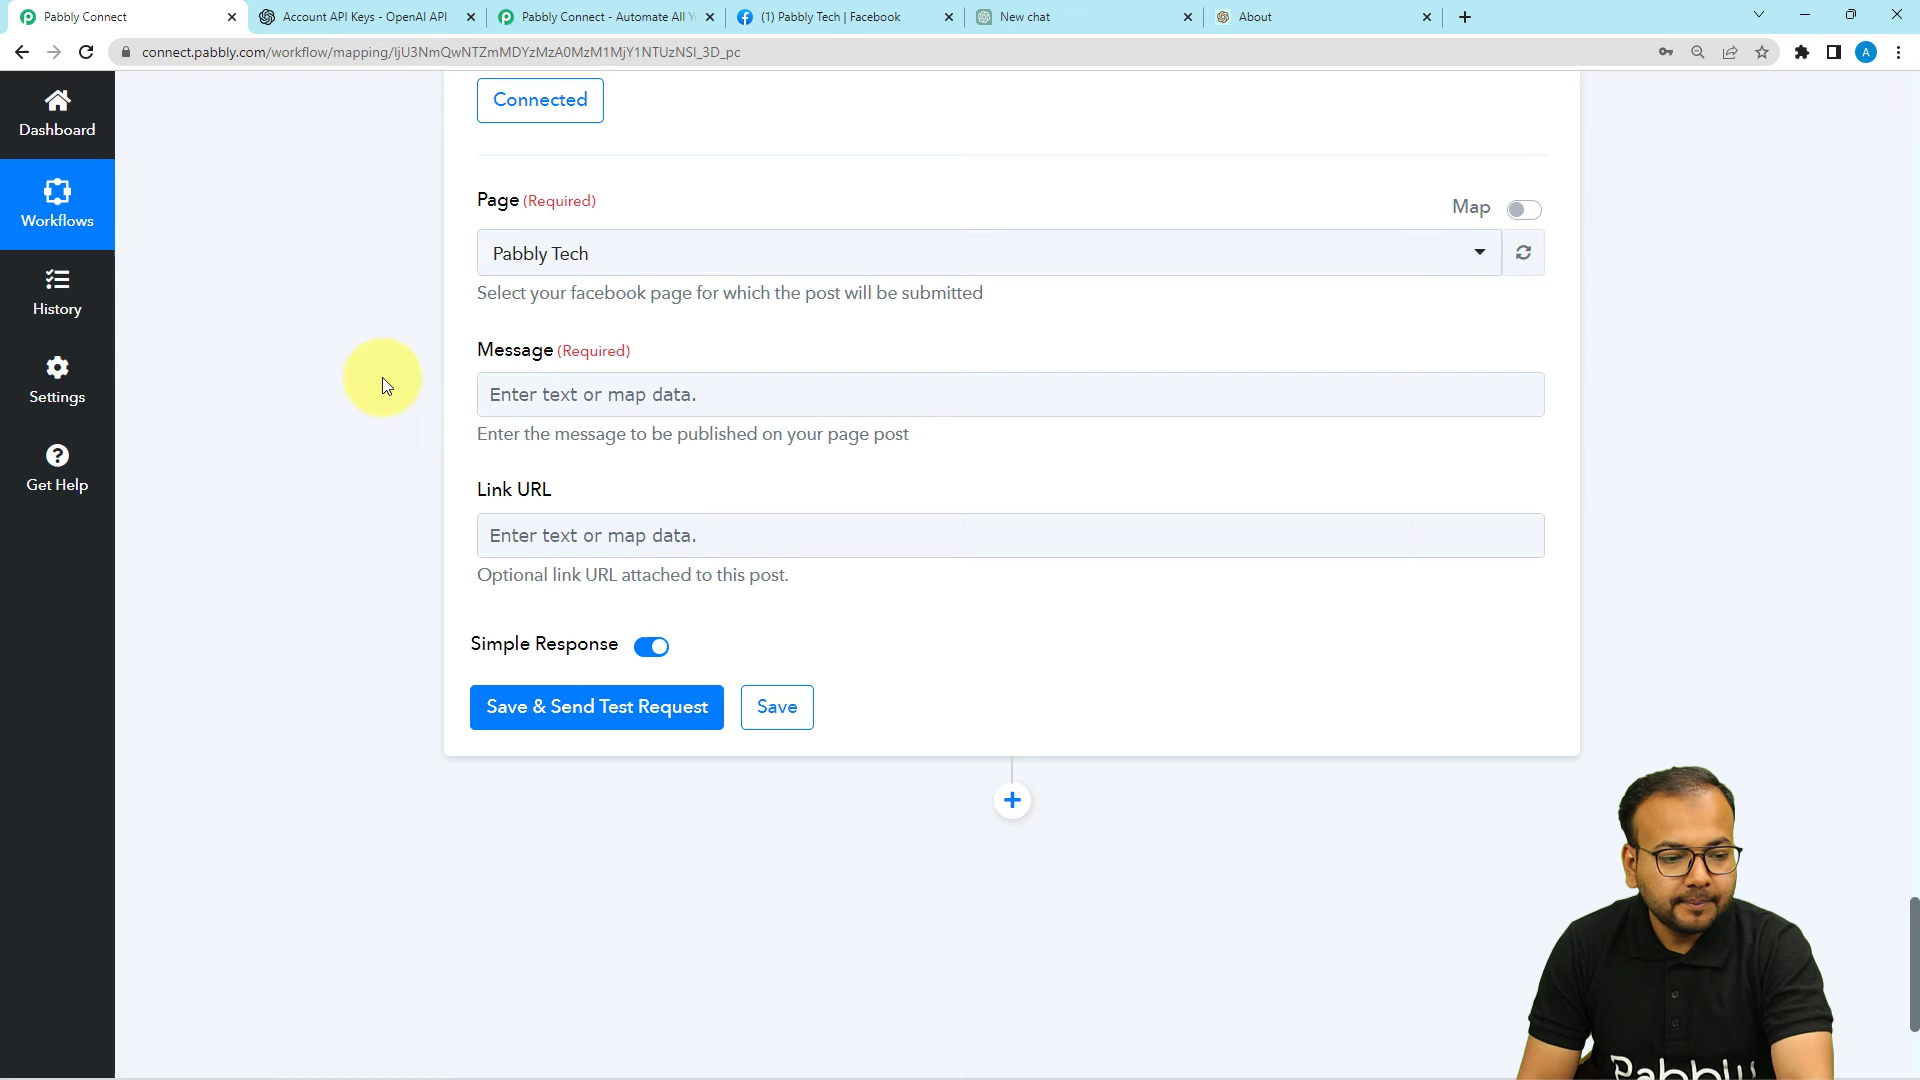 Pabbly Connect
Account API Keys - OpenAI API
Pabbly Connect - Automate All Y
(1) Pabbly Tech | Facebook
New chat
About
connect.pabbly.com/workflow/mapping/IjU3NmQwNTZmMDYzMzA0MzM1MjY1NTUzNSI_3D_pc
A
Dashboard
Workflows
History
Settings
Get Help
Connected
Page (Required)
Map
Pabbly Tech
Select your facebook page for which the post will be submitted
Message (Required)
Enter text or map data.
Enter the message to be published on your page post
Link URL
Enter text or map data.
Optional link URL attached to this post.
Simple Response
Save & Send Test Request
Save
Pabbly